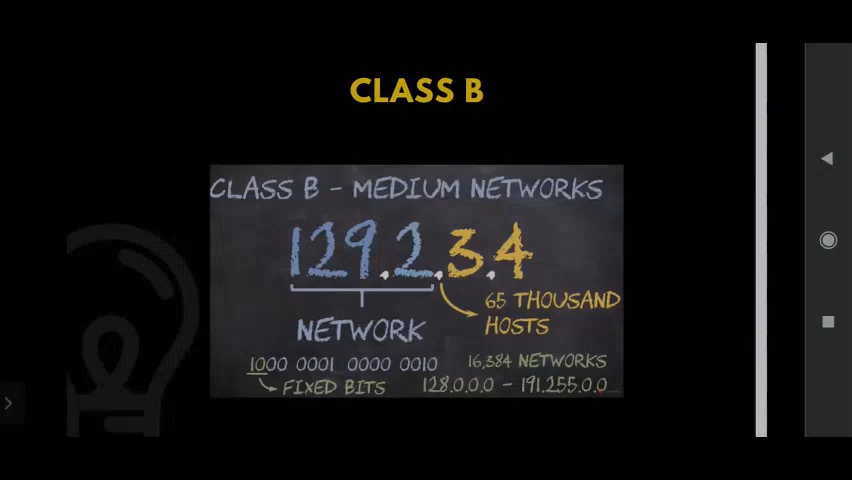 CLASS B
CLASS B - MEDIUM NETWORKS
129.2.3.4
65 THOUSAND
HOSTS
NETWORK
1000 0001 0000 0010
16,384 NETWORKS
FIXED BITS
128.0.0.0 - 191.255.0.0